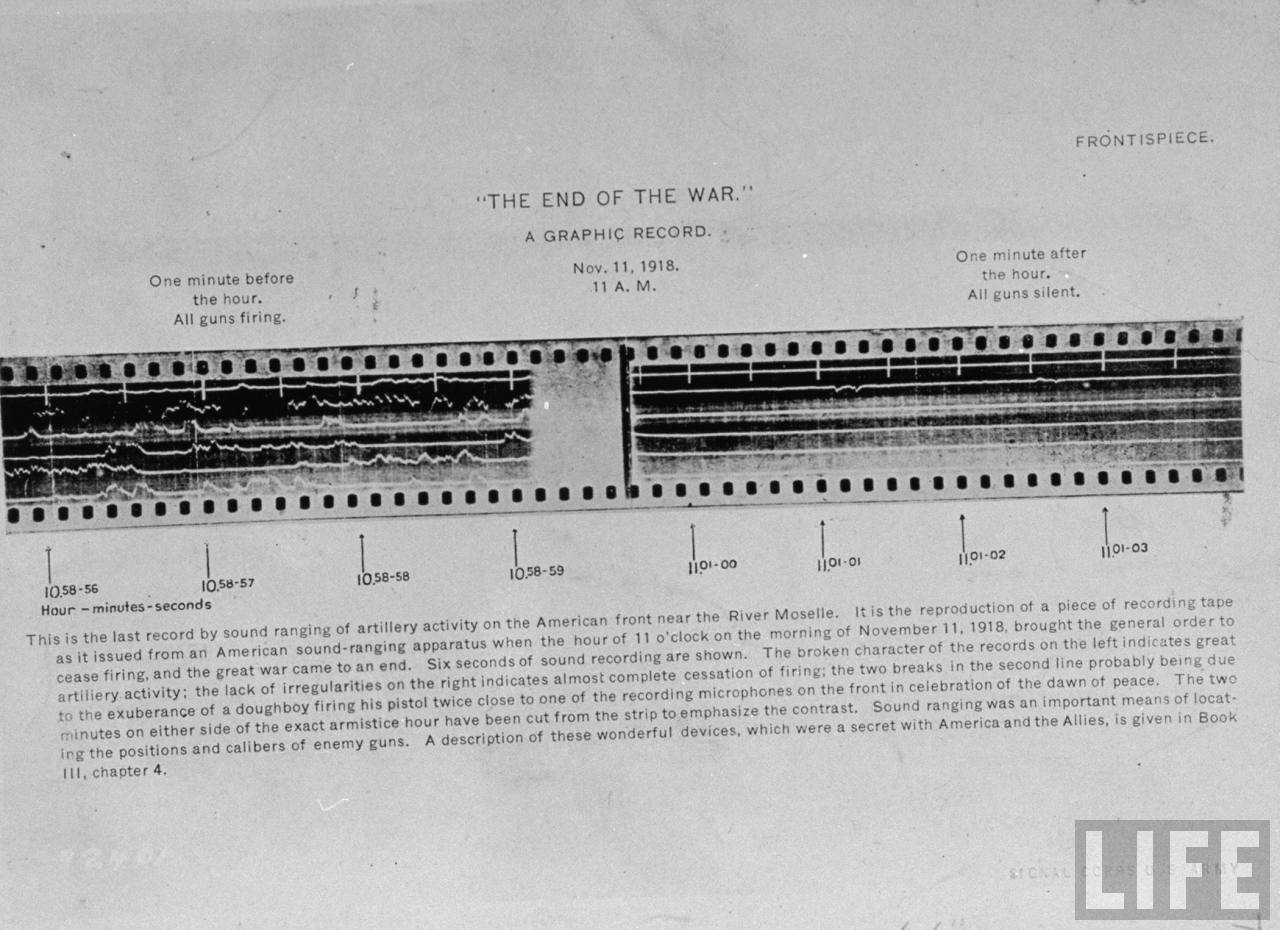 FRONTISPIECE.
"THE END OF THE WAR."
A GRAPHIC RECORD.
Nov. 11, 1918.
11 A. M.
One minute before
the hour.
All guns firing.
One minute after
the hour.
All guns silent.
10.58-56
10.58-57
10.58-58
10.58-59
11.01-00
11.01-01
11.01-02
11.01-03
Hour - minutes - seconds
This is the last record by sound ranging of artillery activity on the American front near the River Moselle. It is the reproduction of a piece of recording tape
as it issued from an American sound-ranging apparatus when the hour of 11 o'clock on the morning of November 11, 1918, brought the general order to
cease firing, and the great war came to an end. Six seconds of sound recording are shown. The broken character of the records on the left indicates great
artillery activity; the lack of irregularities on the right indicates almost complete cessation of firing; the two breaks in the second line probably being due
to the exuberance of a doughboy firing his pistol twice close to one of the recording microphones on the front in celebration of the dawn of peace. The two
minutes on either side of the exact armistice hour have been cut from the strip to emphasize the contrast. Sound ranging was an important means of locat-
ing the positions and calibers of enemy guns. A description of these wonderful devices, which were a secret with America and the Allies, is given in Book
III, chapter 4.
SIGNAL CORPS U S ARMY
LIFE